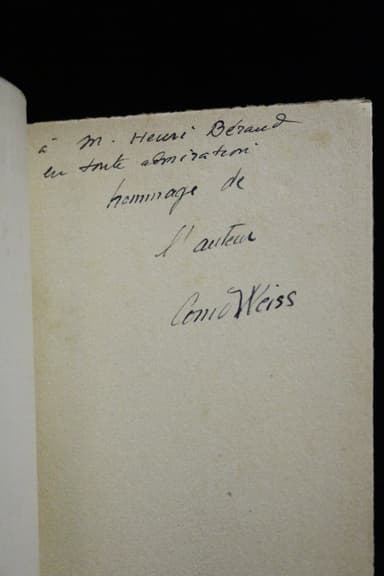 à M. Henri Béraud
en toute admiration
hommage de
l'auteur
Weiss